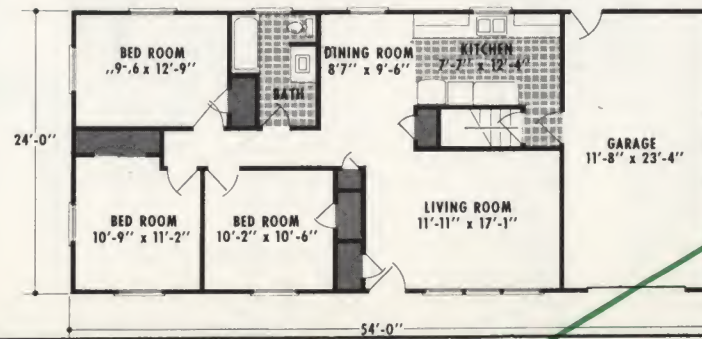 BED ROOM
,,9-,6 x 12'-9''
BATH
DINING ROOM
8'7'' x 9'-6''
KITCHEN
7'-7'' x 12'-4''
24'-0''
GARAGE
11'-8'' x 23'-4''
BED ROOM
10'-9'' x 11'-2''
BED ROOM
10'-2'' x 10'-6''
LIVING ROOM
11'-11'' x 17'-1''
54'-0''